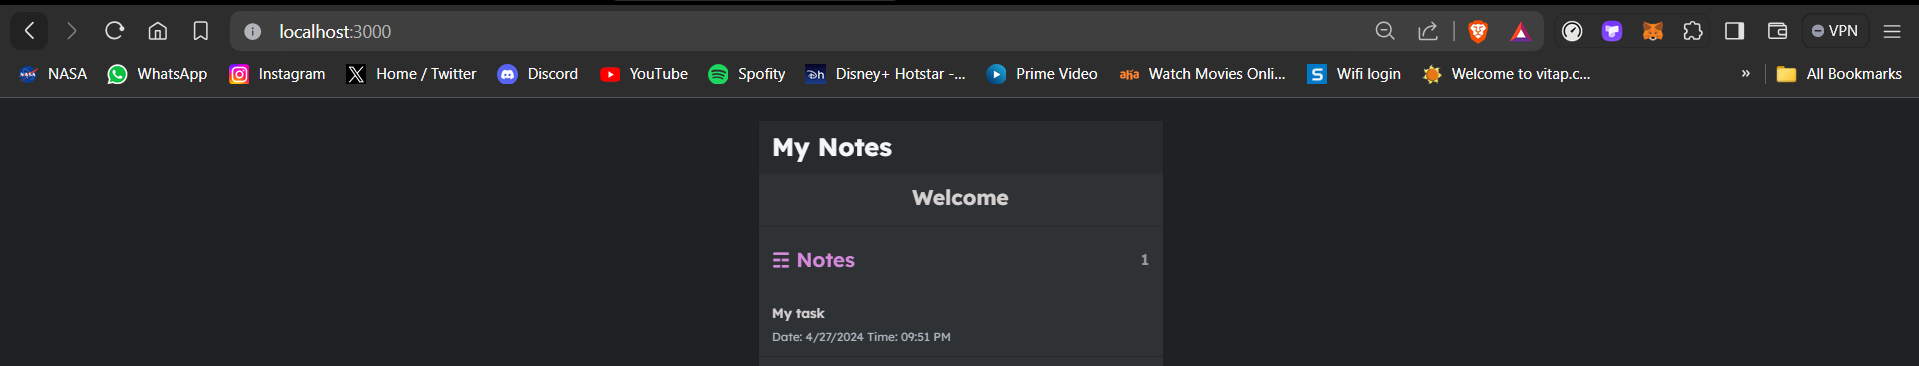 localhost:3000
VPN
NASA WhatsApp Instagram X Home / Twitter Discord YouTube Spofity Disney+ Hotstar -... Prime Video aha Watch Movies Onli... S Wifi login Welcome to vitap.c... » All Bookmarks
My Notes
Welcome
☶ Notes 1
My task
Date: 4/27/2024 Time: 09:51 PM